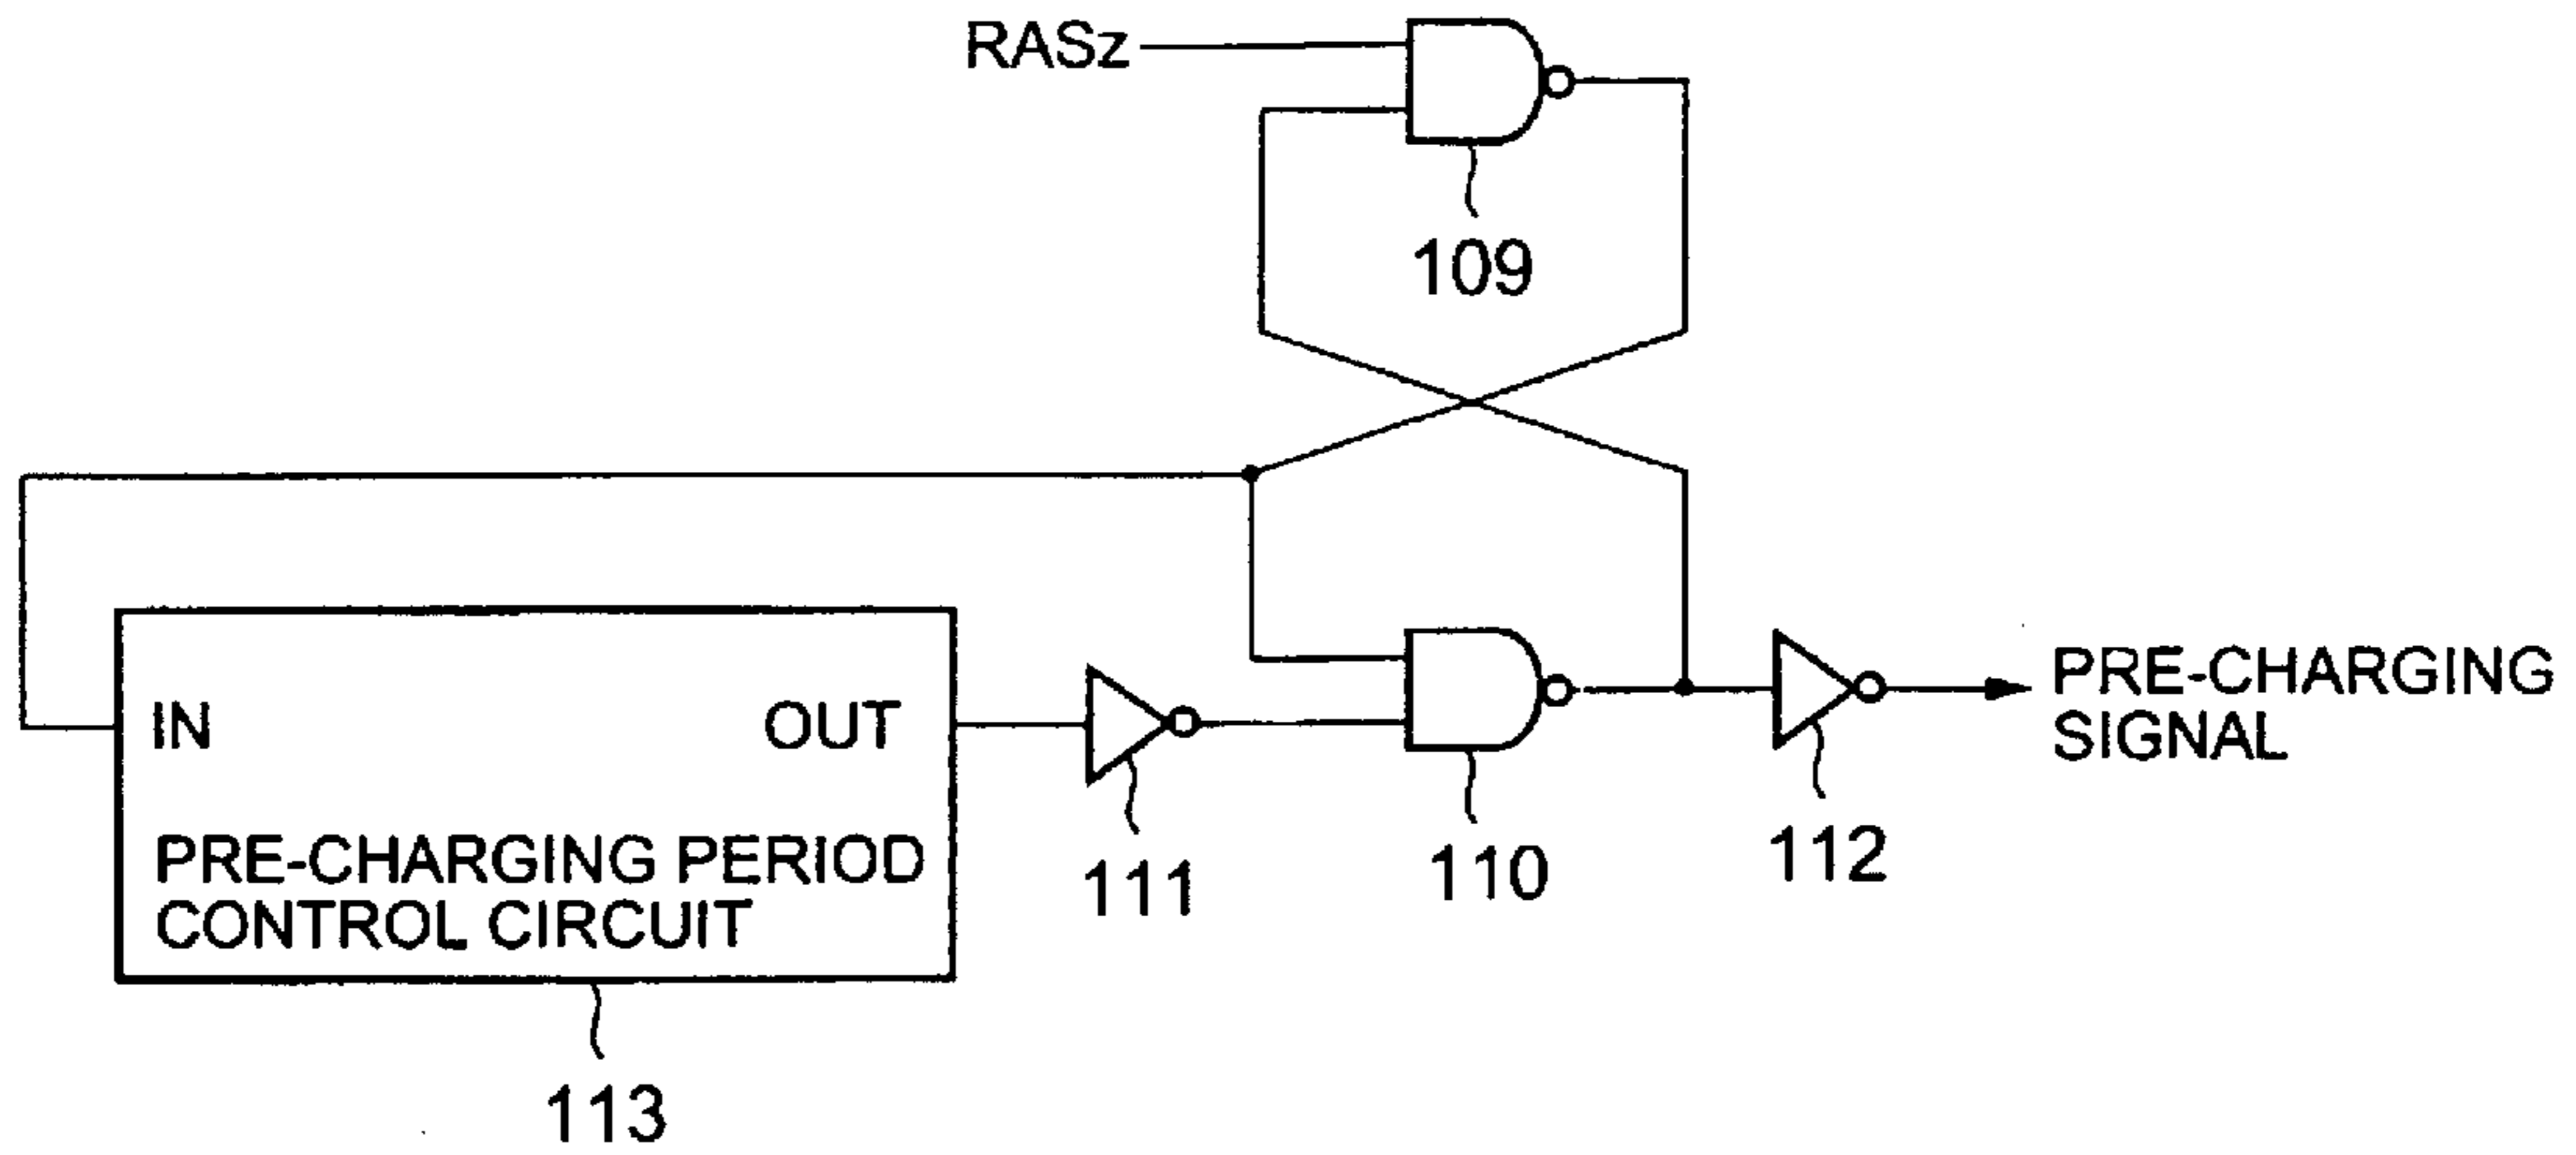 RASz
109
IN
OUT
PRE-CHARGING PERIOD
CONTROL CIRCUIT
113
111
110
112
PRE-CHARGING
SIGNAL